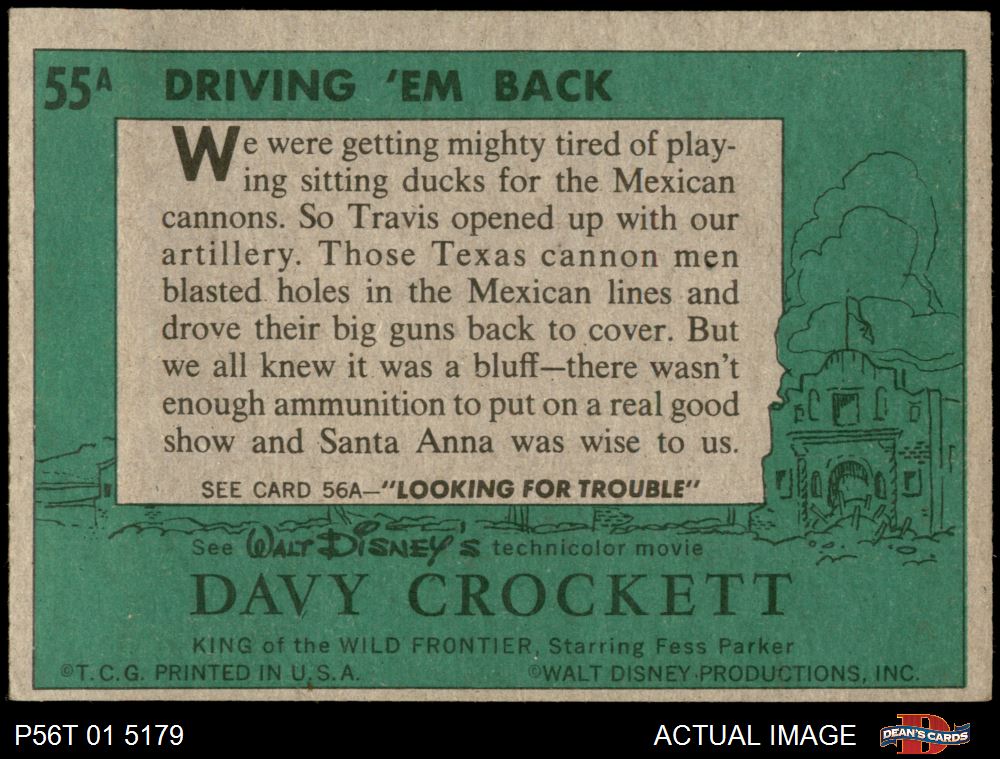 55A DRIVING 'EM BACK
We were getting mighty tired of play-
ing sitting ducks for the Mexican
cannons. So Travis opened up with our
artillery. Those Texas cannon men
blasted holes in the Mexican lines and
drove their big guns back to cover. But
we all knew it was a bluff—there wasn't
enough ammunition to put on a real good
show and Santa Anna was wise to us.
SEE CARD 56A—"LOOKING FOR TROUBLE"
See WALT DISNEY'S technicolor movie
DAVY CROCKETT
KING of the WILD FRONTIER, Starring Fess Parker
©T.C.G. PRINTED IN U.S.A. ©WALT DISNEY PRODUCTIONS, INC.
P56T 01 5179 ACTUAL IMAGE D DEAN'S CARDS